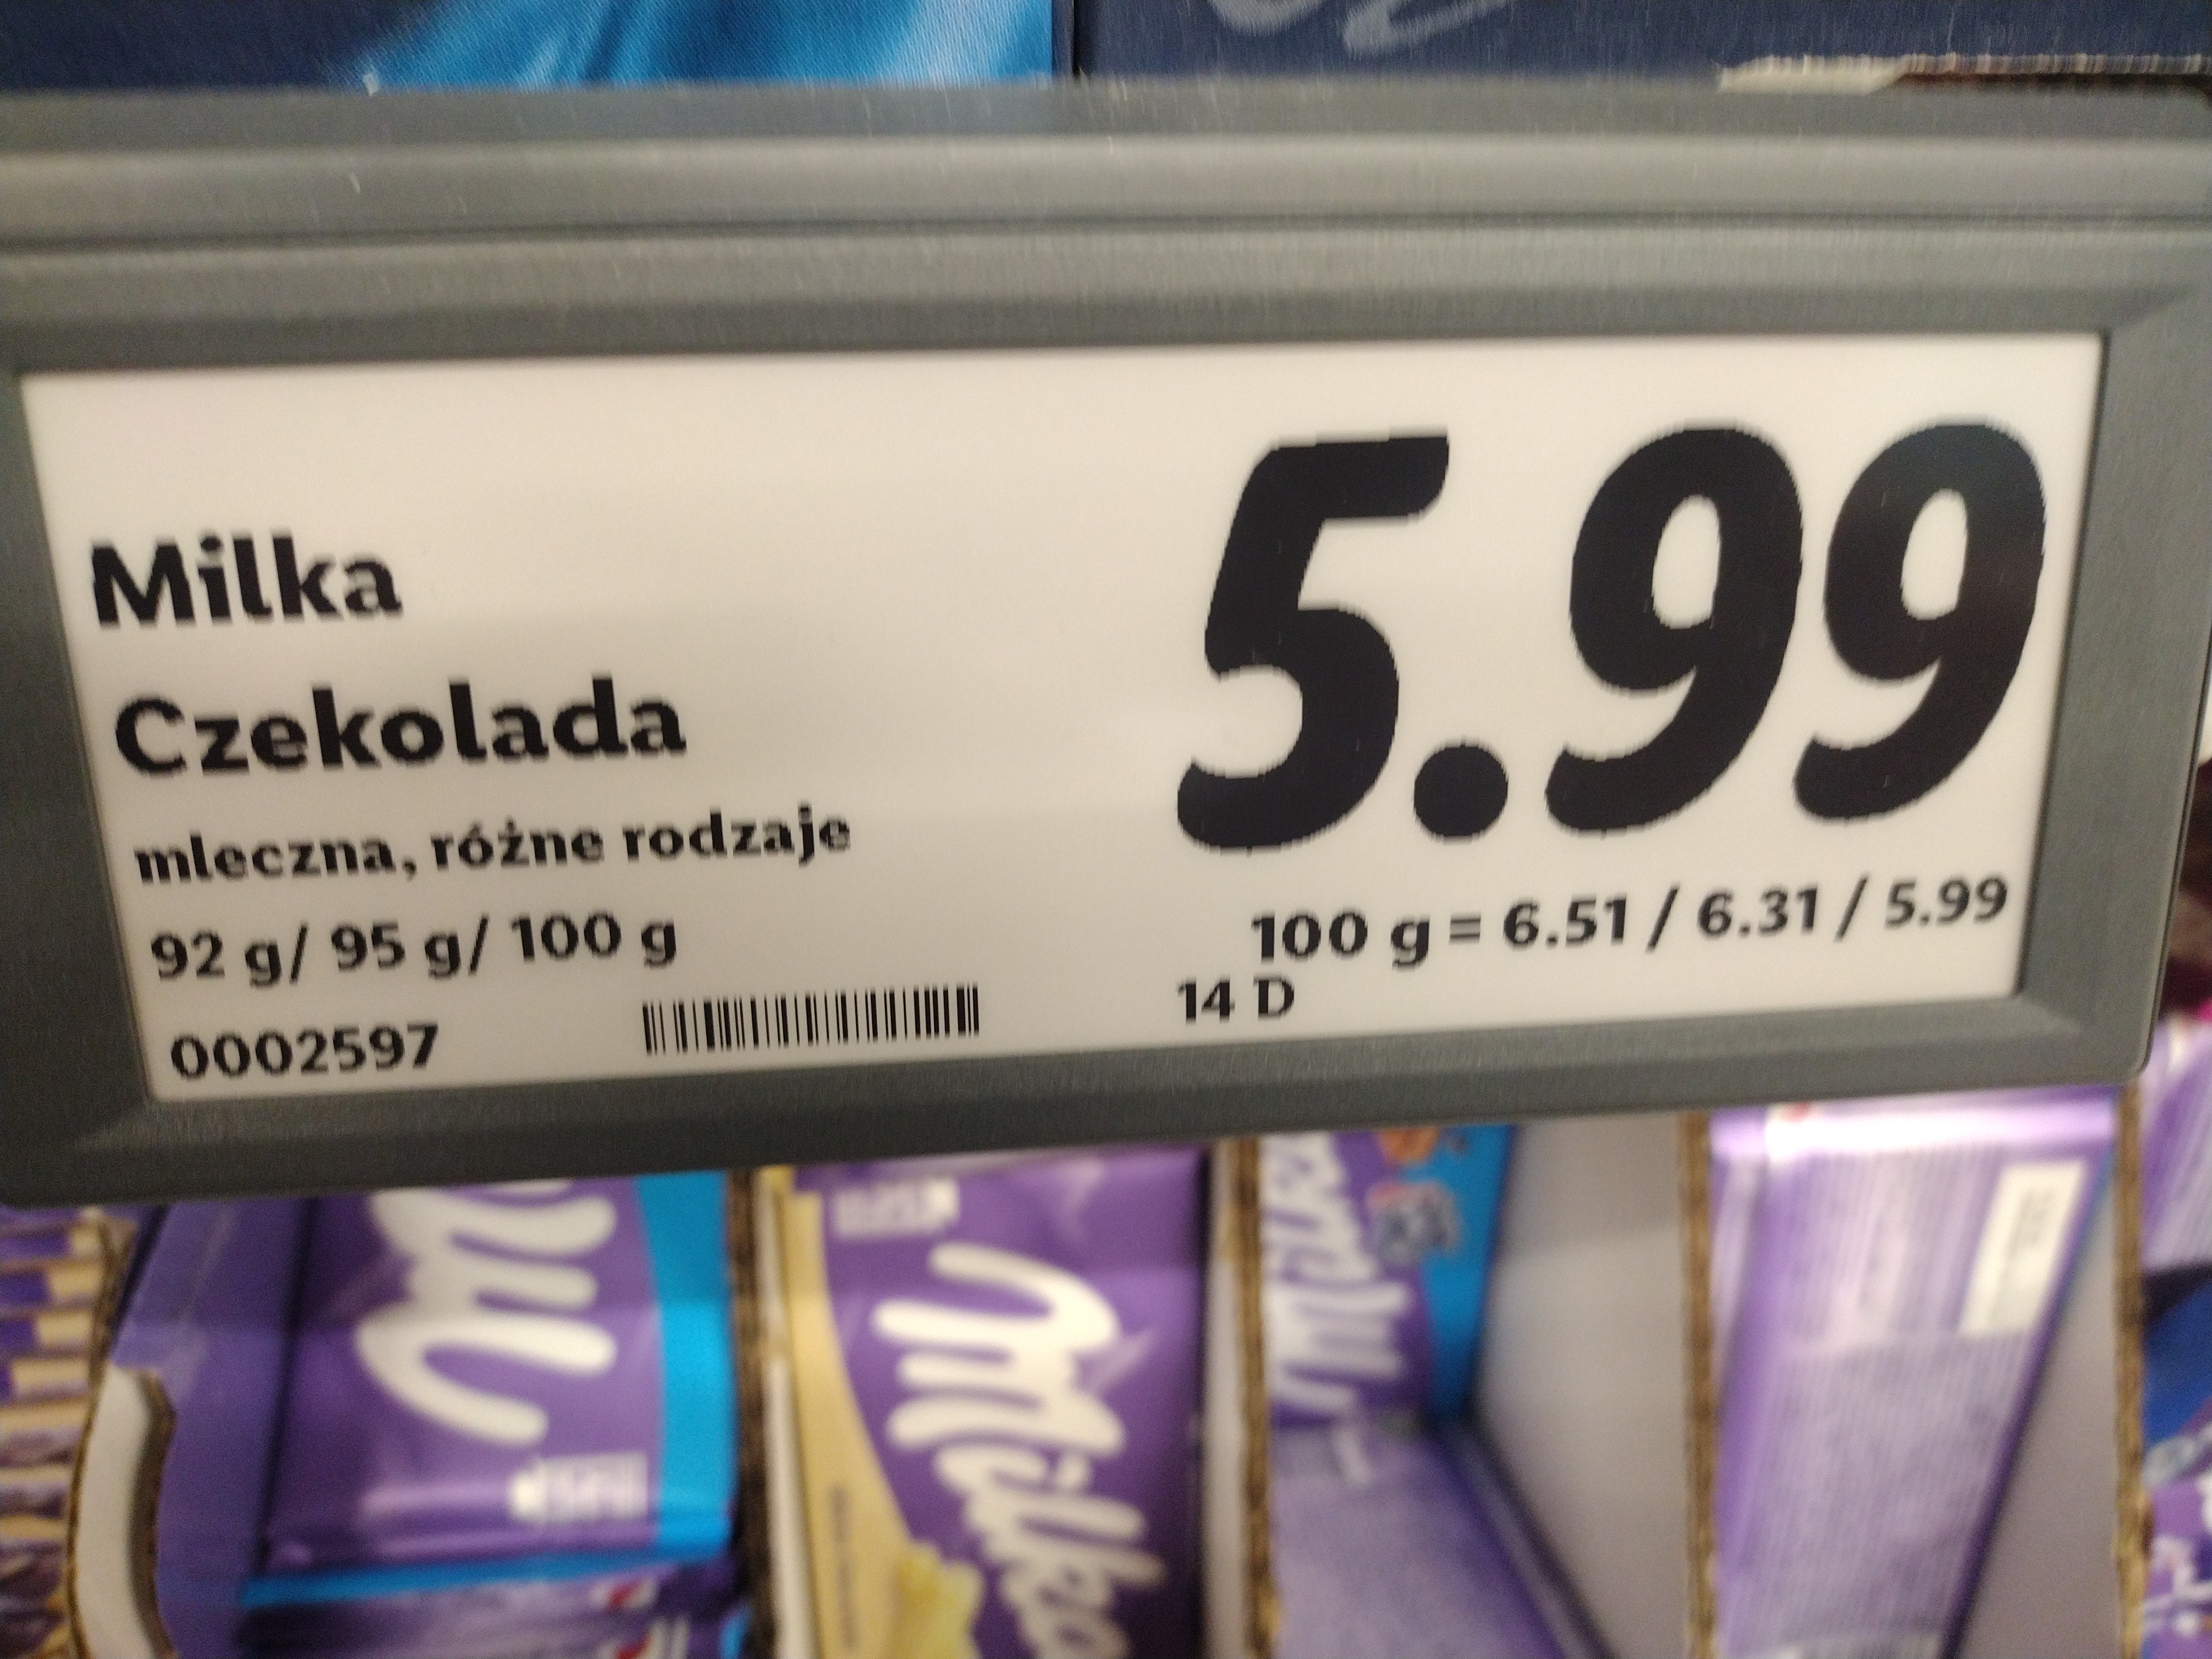 Milka
Czekolada
mleczna, różne rodzaje
92 g/ 95 g/ 100 g
0002597
5.99
100 g = 6.51 / 6.31 / 5.99
14 D
Milka